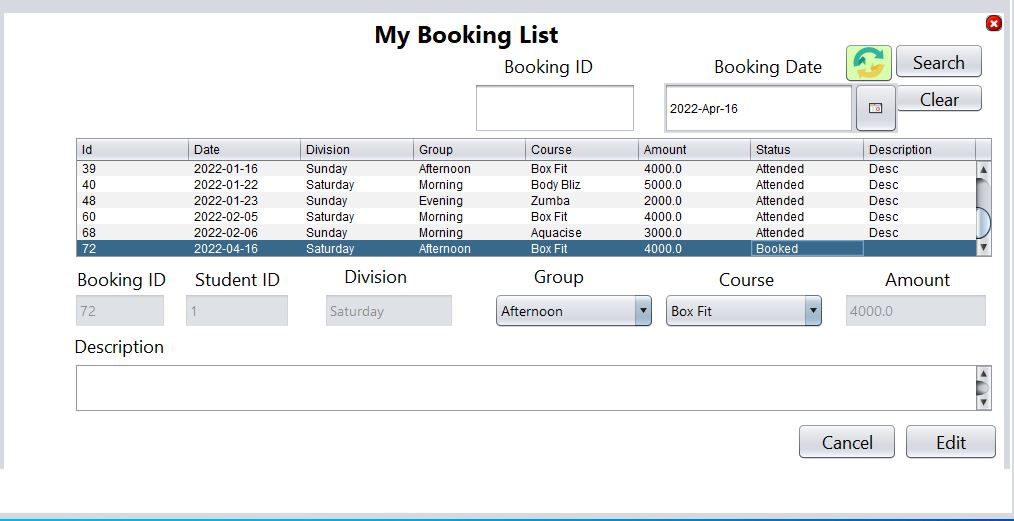 My Booking List
Booking ID Booking Date Search
2022-Apr-16 Clear
Id Date Division Group Course Amount Status Description
39 2022-01-16 Sunday Afternoon Box Fit 4000.0 Attended Desc
40 2022-01-22 Saturday Morning Body Bliz 5000.0 Attended Desc
48 2022-01-23 Sunday Evening Zumba 2000.0 Attended Desc
60 2022-02-05 Saturday Morning Box Fit 4000.0 Attended Desc
68 2022-02-06 Sunday Morning Aquacise 3000.0 Attended Desc
72 2022-04-16 Saturday Afternoon Box Fit 4000.0 Booked
Booking ID Student ID Division Group Course Amount
72 1 Saturday Afternoon Box Fit 4000.0
Description
Cancel Edit